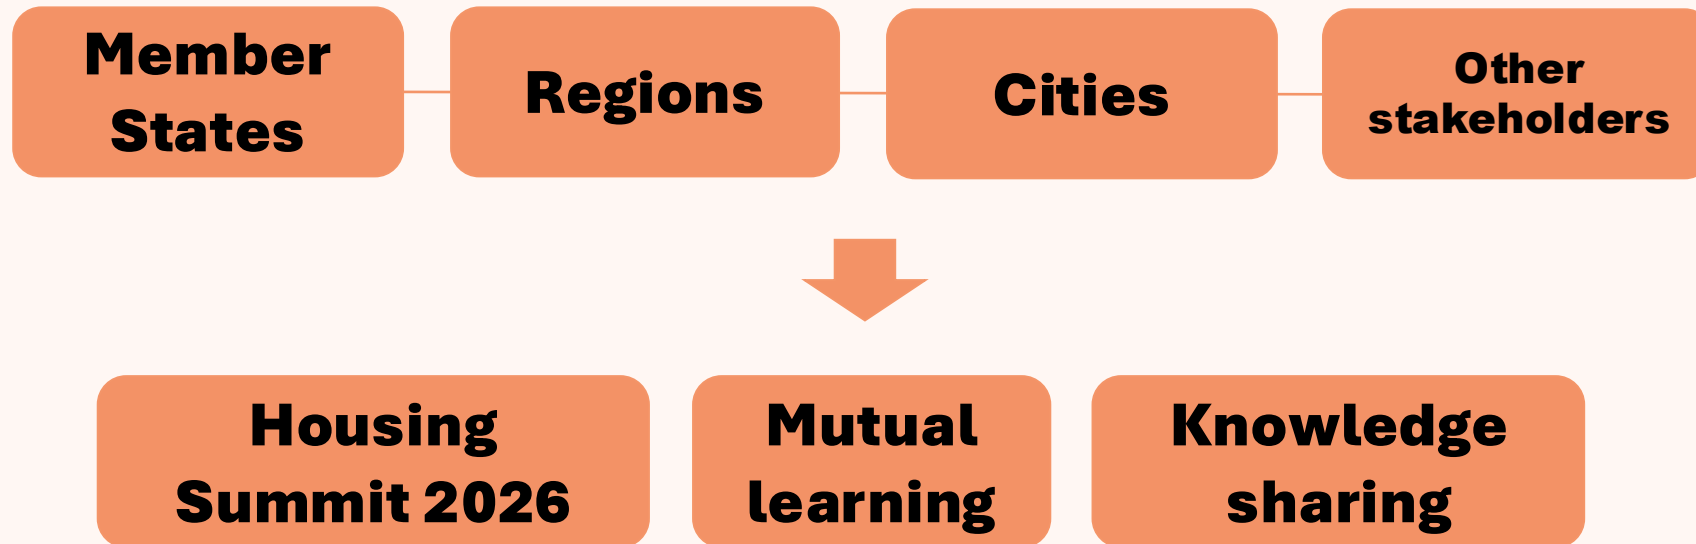 Member
States
Regions
Cities
Other
stakeholders
Housing
Summit 2026
Mutual
learning
Knowledge
sharing